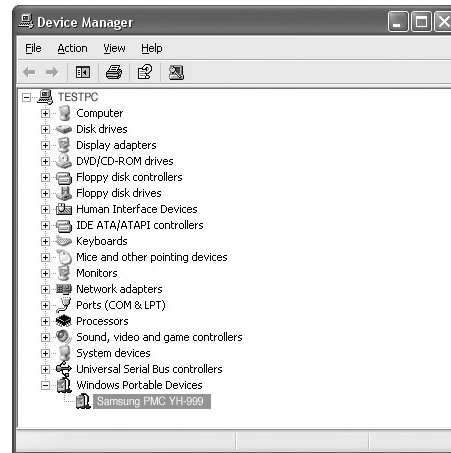 Device Manager
File Action View Help
TESTPC
Computer
Disk drives
Display adapters
DVD/CD-ROM drives
Floppy disk controllers
Floppy disk drives
Human Interface Devices
IDE ATA/ATAPI controllers
Keyboards
Mice and other pointing devices
Monitors
Network adapters
Ports (COM & LPT)
Processors
Sound, video and game controllers
System devices
Universal Serial Bus controllers
Windows Portable Devices
Samsung PMC YH-999